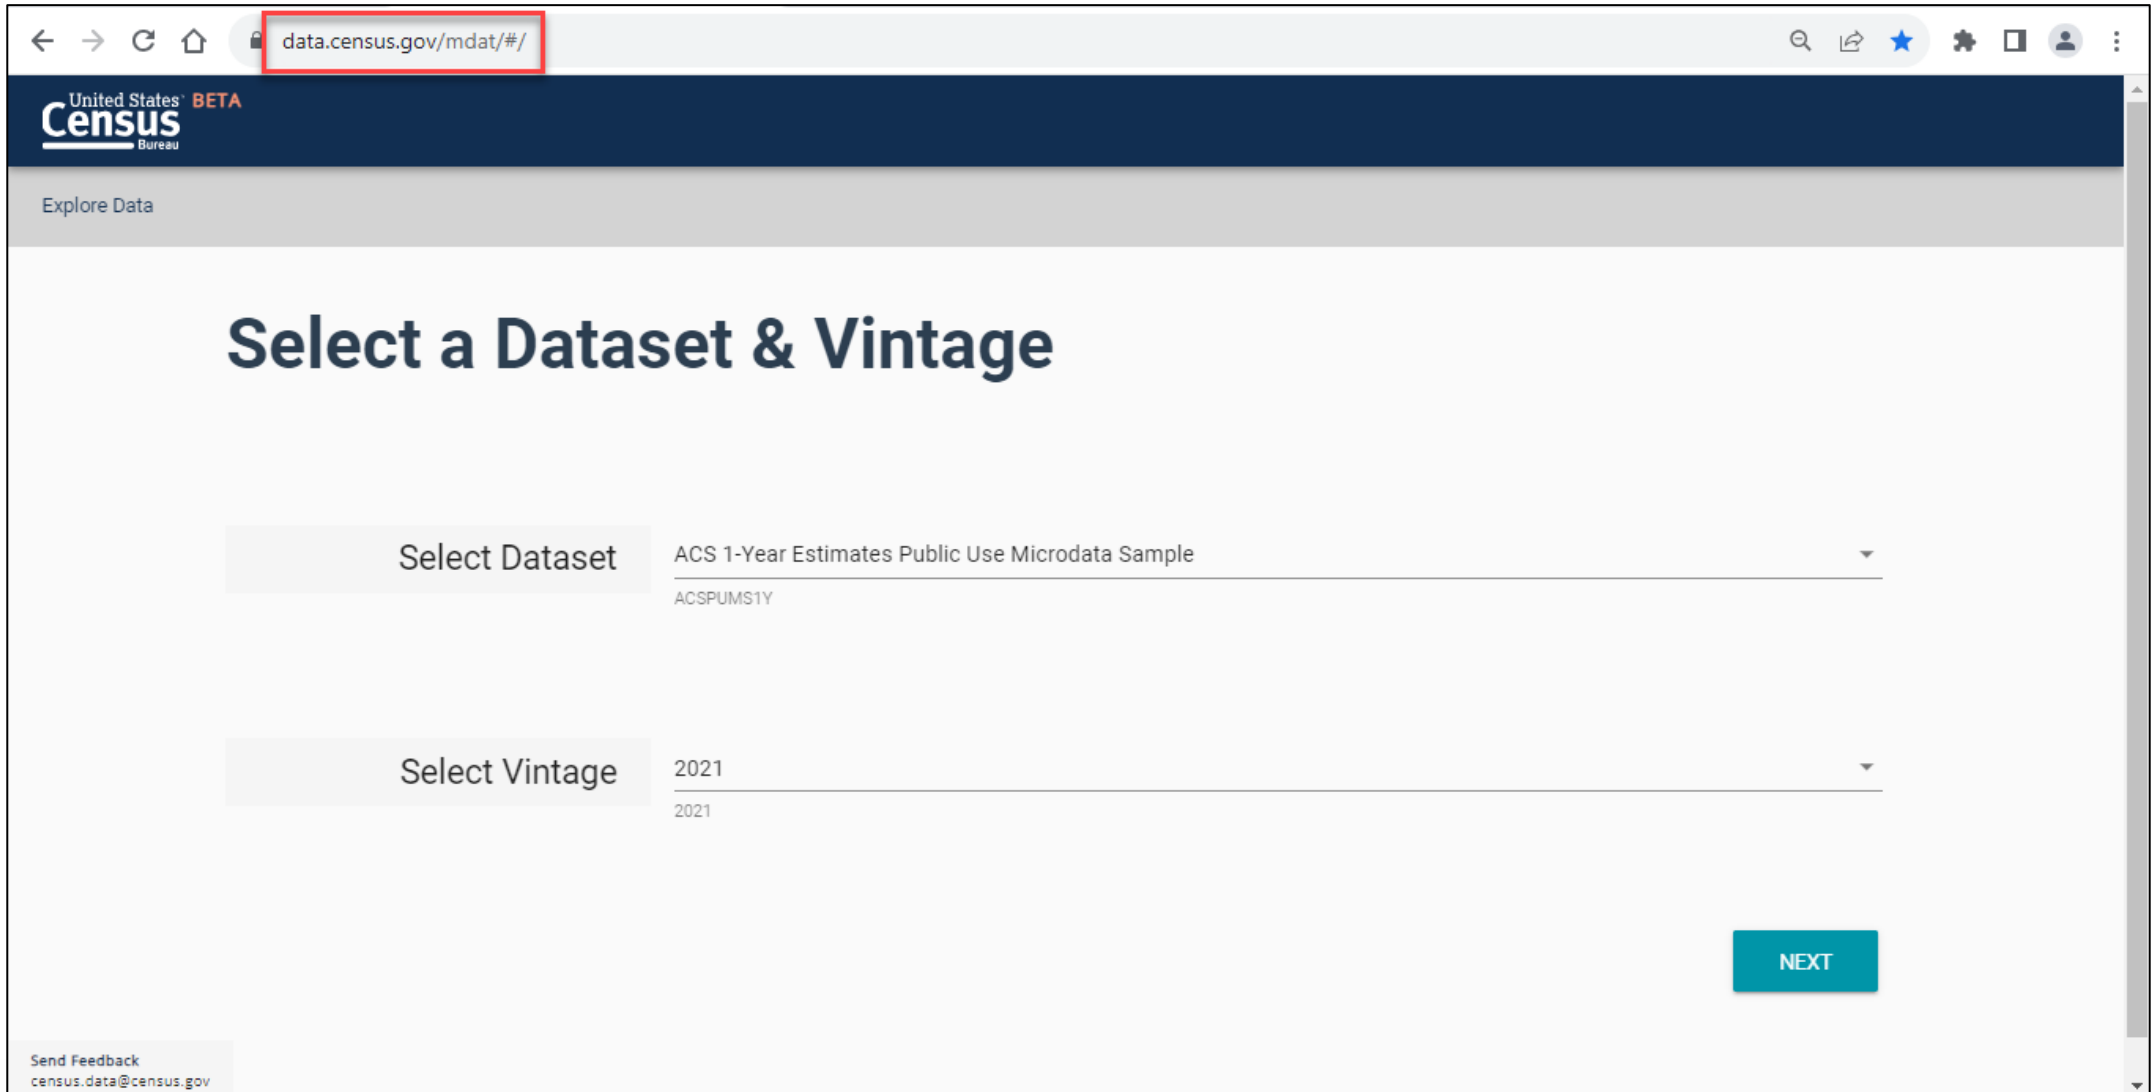 data.census.gov/mdat/#/
United States® BETA
Census
Bureau
Explore Data
Select a Dataset & Vintage
Select Dataset
ACS 1-Year Estimates Public Use Microdata Sample
ACSPUMS1Y
Select Vintage
2021
2021
NEXT
Send Feedback
census.data@census.gov